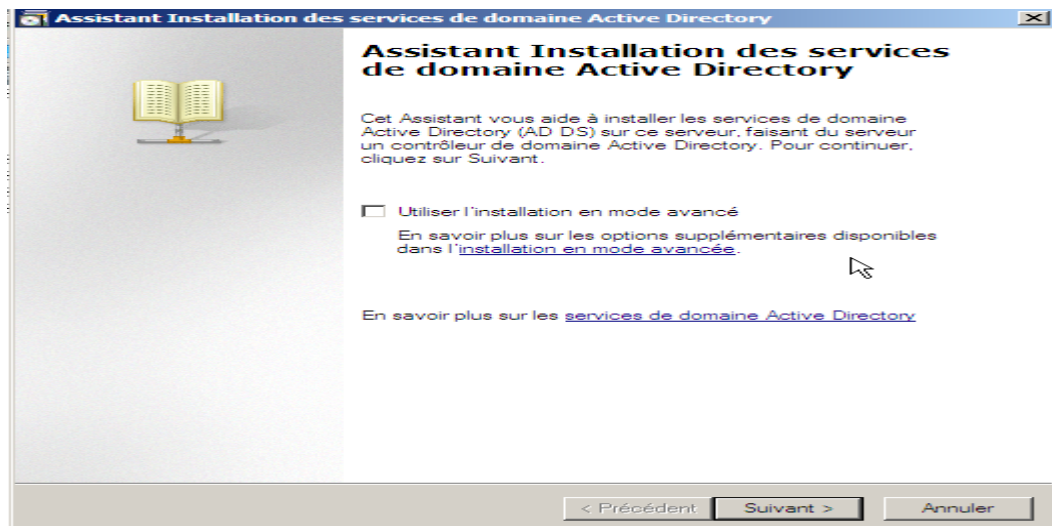 Assistant Installation des services de domaine Active Directory
Assistant Installation des services
de domaine Active Directory
Cet Assistant vous aide à installer les services de domaine
Active Directory (AD DS) sur ce serveur, faisant du serveur
un contrôleur de domaine Active Directory. Pour continuer,
cliquez sur Suivant.
Utiliser l'installation en mode avancé
En savoir plus sur les options supplémentaires disponibles
dans l'installation en mode avancée.
En savoir plus sur les services de domaine Active Directory
< Précédent Suivant > Annuler